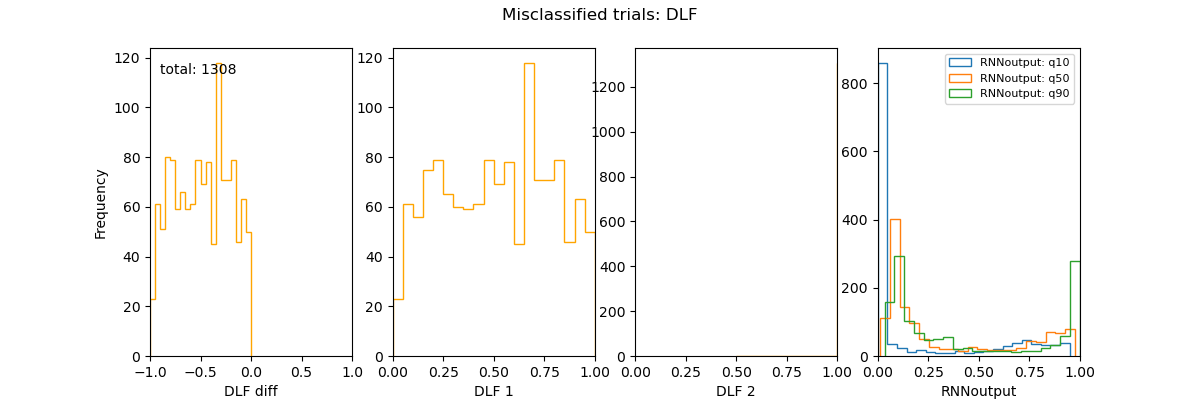 Misclassified trials: DLF
total: 1308
Frequency
120
100
80
60
40
20
0
−1.0 −0.5 0.0 0.5 1.0
DLF diff
120
100
80
60
40
20
0
0.00 0.25 0.50 0.75 1.00
DLF 1
1200
1000
800
600
400
200
0
0.00 0.25 0.50 0.75 1.00
DLF 2
RNNoutput: q10
RNNoutput: q50
RNNoutput: q90
800
600
400
200
0
0.00 0.25 0.50 0.75 1.00
RNNoutput